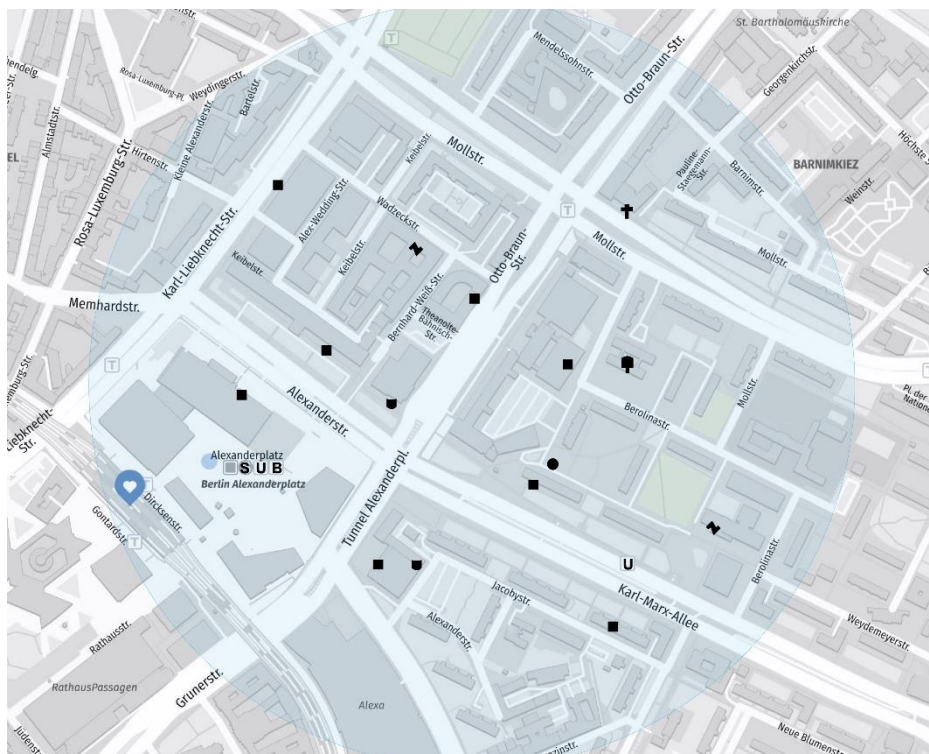 St. Bartholomäuskirche
Mendelssohnstr.
Otto-Braun-Str.
Georgenkirchstr.
Rosa-Luxemburg-Pl.
Weydingerstr.
Bartelstr.
Almstadtstr.
Kleine Alexanderstr.
Hirtenstr.
Rosa-Luxemburg-Str.
Keibelstr.
Mollstr.
Pauline-
Staegemann-
Str.
Barnimstr.
BARNIMKIEZ
Höchste S
Weinstr.
Alex-Wedding-Str.
Wadzeckstr.
Karl-Liebknecht-Str.
Keibelstr.
Keibelstr.
Otto-Braun-
Str.
Mollstr.
Mollstr.
Memhardstr.
Bernhard-Weiß-Str.
Theanolte-
Bähnisch-
Str.
Mollstr.
Pl. der
Alexanderstr.
Berolinastr.
Liebknecht-
Str.
Alexanderplatz
S U B
Berlin Alexanderplatz
Tunnel Alexanderpl.
Dircksenstr.
Gontardstr.
Berolinastr.
U
Karl-Marx-Allee
Jacobystr.
Alexanderstr.
Weydemeyerstr.
Rathausstr.
Grunerstr.
RathausPassagen
Alexa
Neue Blumenstr.